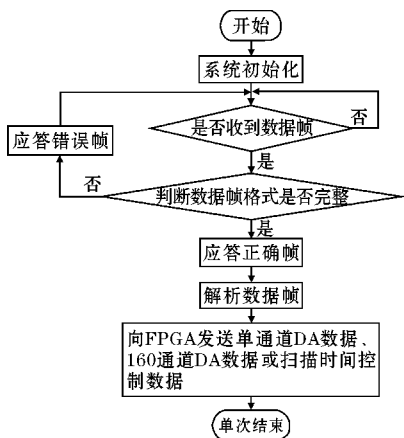 开始
系统初始化
是否收到数据帧
否
应答错误帧
是
否
判断数据帧格式是否完整
是
应答正确帧
解析数据帧
向FPGA发送单通道DA数据、
160通道DA数据或扫描时间控
制数据
单次结束